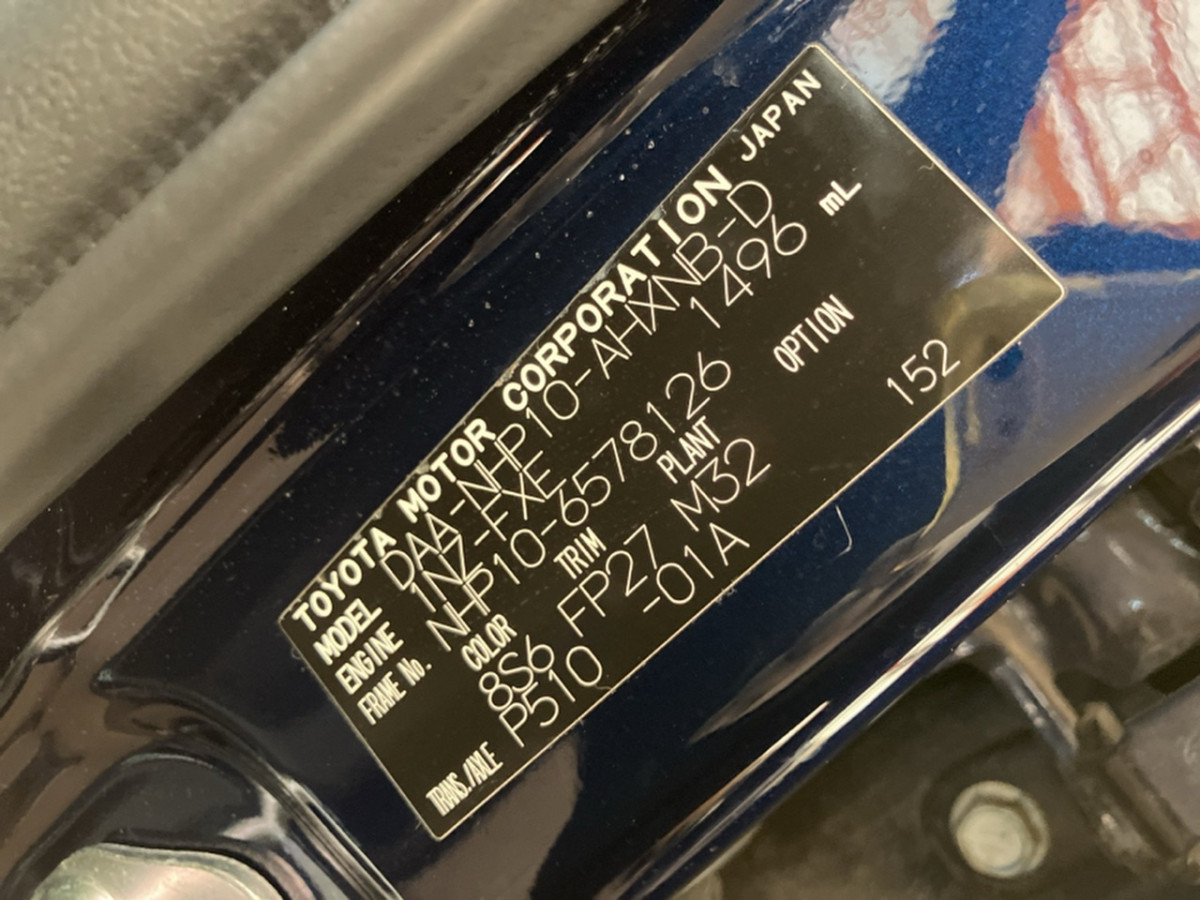 TOYOTA MOTOR CORPORATION JAPAN
MODEL DAA-NHP10-AHXNB-D
ENGINE 1NZ-FXE 1496 mL
FRAME No. NHP10-6578126
COLOR TRIM PLANT OPTION
8S6 FP27 M32 152
TRANS./AXLE P510 -01A